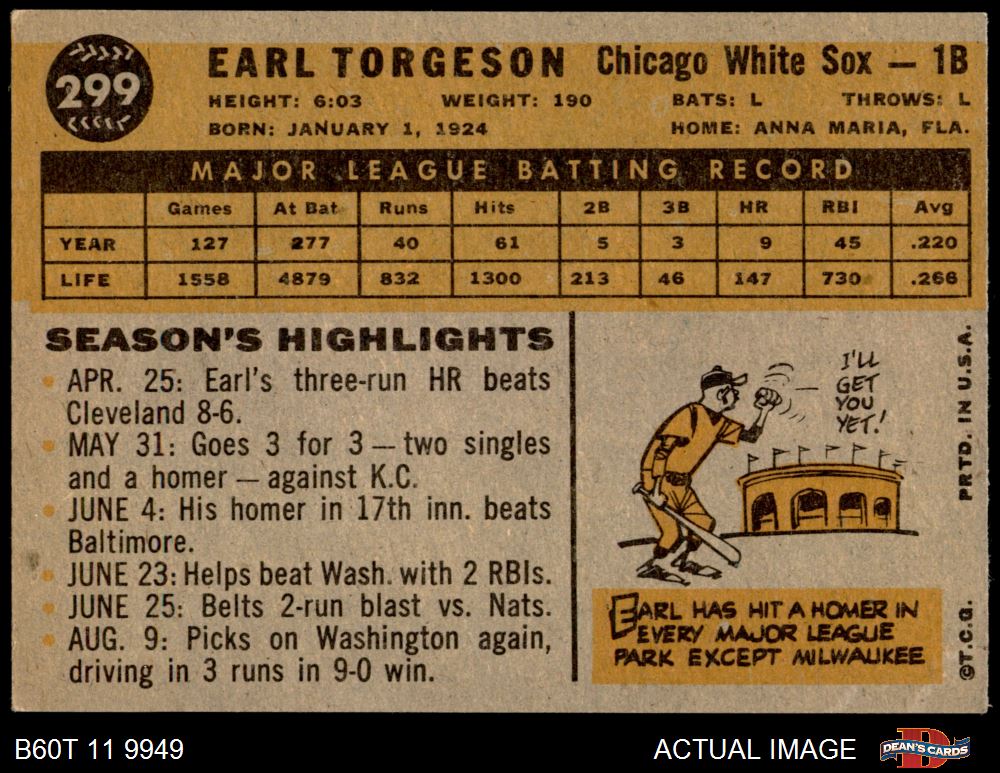 299
EARL TORGESON Chicago White Sox — 1B
HEIGHT: 6:03 WEIGHT: 190 BATS: L THROWS: L
BORN: JANUARY 1, 1924 HOME: ANNA MARIA, FLA.
MAJOR LEAGUE BATTING RECORD
Games At Bat Runs Hits 2B 3B HR RBI Avg
YEAR 127 277 40 61 5 3 9 45 .220
LIFE 1558 4879 832 1300 213 46 147 730 .266
SEASON'S HIGHLIGHTS
• APR. 25: Earl's three-run HR beats
Cleveland 8-6.
• MAY 31: Goes 3 for 3 — two singles
and a homer — against K.C.
• JUNE 4: His homer in 17th inn. beats
Baltimore.
• JUNE 23: Helps beat Wash. with 2 RBIs.
• JUNE 25: Belts 2-run blast vs. Nats.
• AUG. 9: Picks on Washington again,
driving in 3 runs in 9-0 win.
I'LL
GET
YOU
YET!
EARL HAS HIT A HOMER IN
EVERY MAJOR LEAGUE
PARK EXCEPT MILWAUKEE
PRTD. IN U.S.A.
©T.C.G.
B60T 11 9949 ACTUAL IMAGE
DEAN'S CARDS